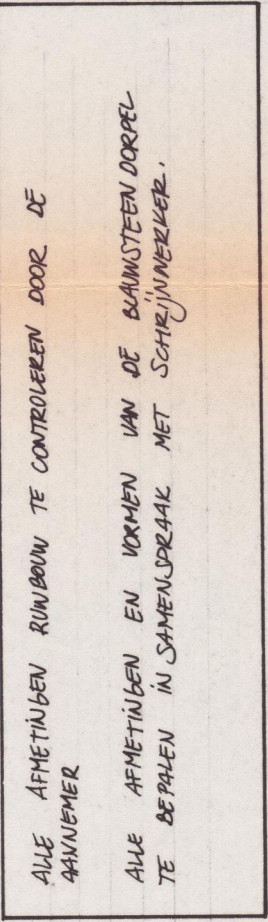 ALLE AFMETINGEN RUWBOUW TE CONTROLEREN DOOR DE
AANNEMER
ALLE AFMETINGEN EN VORMEN VAN DE BLAUWSTEEN DORPEL
TE BEPALEN IN SAMENSPRAAK MET SCHRIJNWERKER.